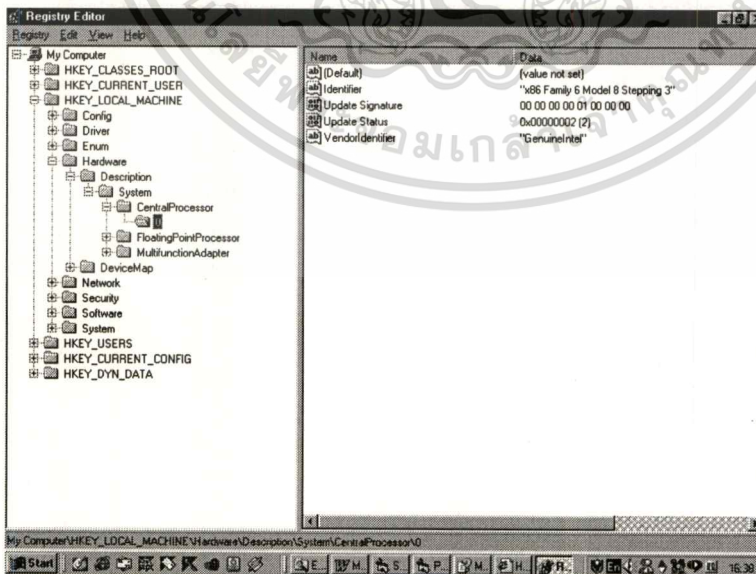 Registry Editor
Registry Edit View Help
My Computer
HKEY_CLASSES_ROOT
HKEY_CURRENT_USER
HKEY_LOCAL_MACHINE
Config
Driver
Enum
Hardware
Description
System
CentralProcessor
0
FloatingPointProcessor
MultifunctionAdapter
DeviceMap
Network
Security
Software
System
HKEY_USERS
HKEY_CURRENT_CONFIG
HKEY_DYN_DATA
Name Data
(Default) (value not set)
Identifier "x86 Family 6 Model 8 Stepping 3"
Update Signature 00 00 00 00 01 00 00 00
Update Status 0x00000002 (2)
VendorIdentifier "GenuineIntel"
My Computer\HKEY_LOCAL_MACHINE\Hardware\Description\System\CentralProcessor\0
Start